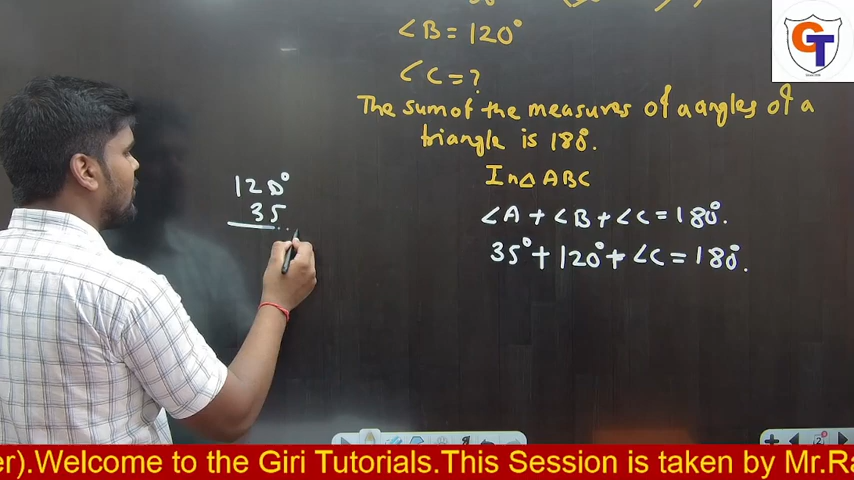 GT
∠B = 120°
∠C = ?
The sum of the measures of a angles of a
triangle is 180°.
In △ ABC
∠A + ∠B + ∠C = 180°.
35° + 120° + ∠C = 180°.
120°
35
er).Welcome to the Giri Tutorials.This Session is taken by Mr.Ra